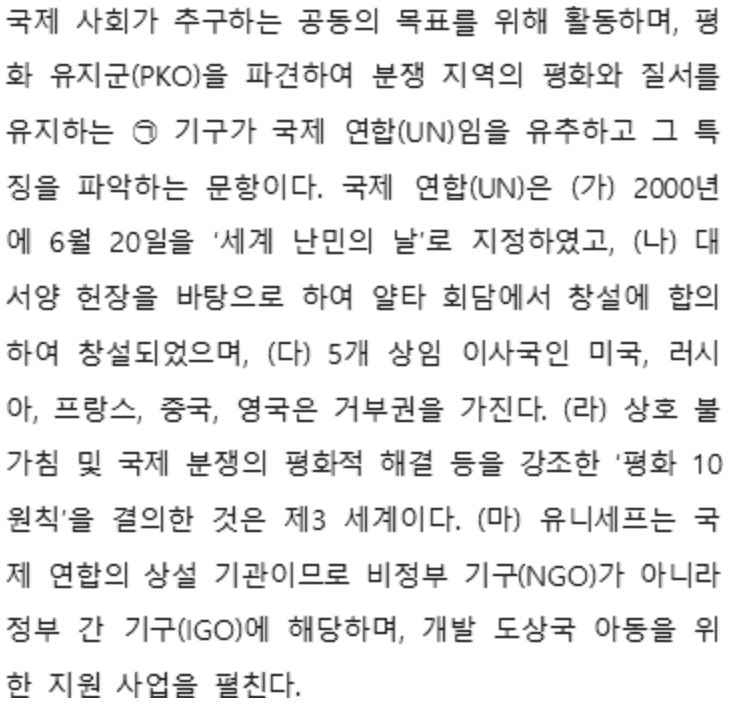 국제 사회가 추구하는 공동의 목표를 위해 활동하며, 평
화 유지군(PKO)을 파견하여 분쟁 지역의 평화와 질서를
유지하는 ㉠ 기구가 국제 연합(UN)임을 유추하고 그 특
징을 파악하는 문항이다. 국제 연합(UN)은 (가) 2000년
에 6월 20일을 ‘세계 난민의 날’로 지정하였고, (나) 대
서양 헌장을 바탕으로 하여 얄타 회담에서 창설에 합의
하여 창설되었으며, (다) 5개 상임 이사국인 미국, 러시
아, 프랑스, 중국, 영국은 거부권을 가진다. (라) 상호 불
가침 및 국제 분쟁의 평화적 해결 등을 강조한 ‘평화 10
원칙’을 결의한 것은 제3 세계이다. (마) 유니세프는 국
제 연합의 상설 기관이므로 비정부 기구(NGO)가 아니라
정부 간 기구(IGO)에 해당하며, 개발 도상국 아동을 위
한 지원 사업을 펼친다.